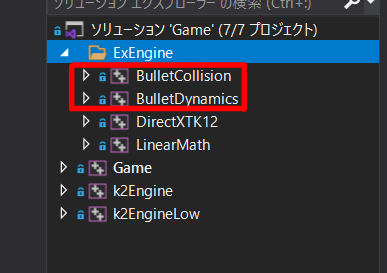 ソリューション エクスプローラー の検索 (Ctrl+:)
ソリューション 'Game' (7/7 プロジェクト)
ExEngine
BulletCollision
BulletDynamics
DirectXTK12
LinearMath
Game
k2Engine
k2EngineLow